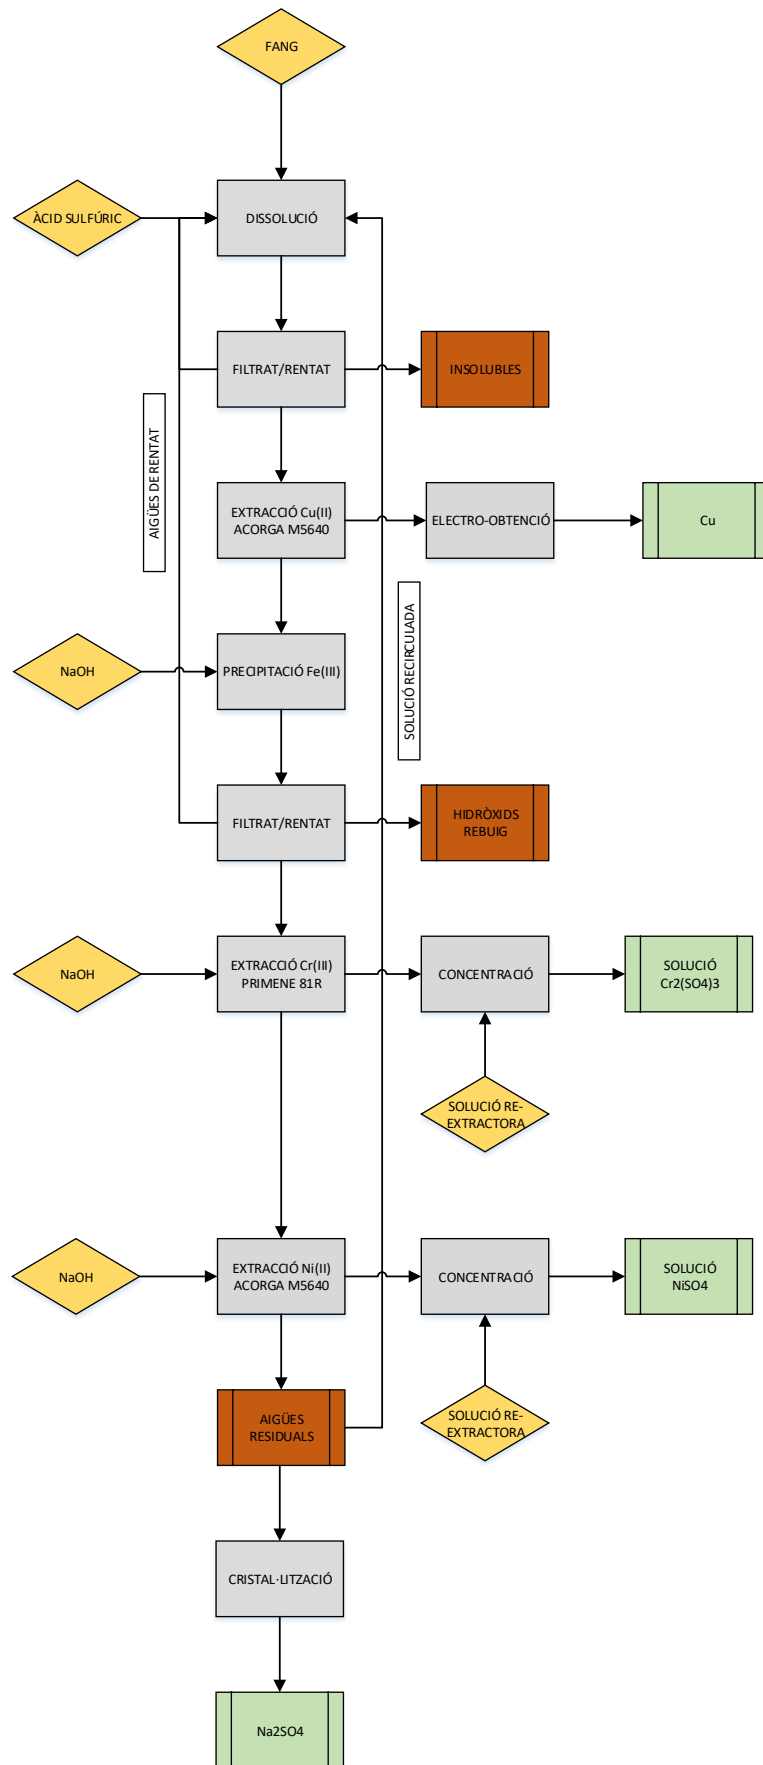 FANG
ÀCID SULFÚRIC
DISSOLUCIÓ
FILTRAT/RENTAT
INSOLUBLES
AIGÜES DE RENTAT
EXTRACCIÓ Cu(II)
ACORGA M5640
ELECTRO-OBTENCIÓ
Cu
SOLUCIÓ RECIRCULADA
NaOH
PRECIPITACIÓ Fe(III)
FILTRAT/RENTAT
HIDRÒXIDS
REBUIG
NaOH
EXTRACCIÓ Cr(III)
PRIMENE 81R
CONCENTRACIÓ
SOLUCIÓ
Cr2(SO4)3
SOLUCIÓ RE-
EXTRACTORA
NaOH
EXTRACCIÓ Ni(II)
ACORGA M5640
CONCENTRACIÓ
SOLUCIÓ
NiSO4
AIGÜES
RESIDUALS
SOLUCIÓ RE-
EXTRACTORA
CRISTAL·LITZACIÓ
Na2SO4